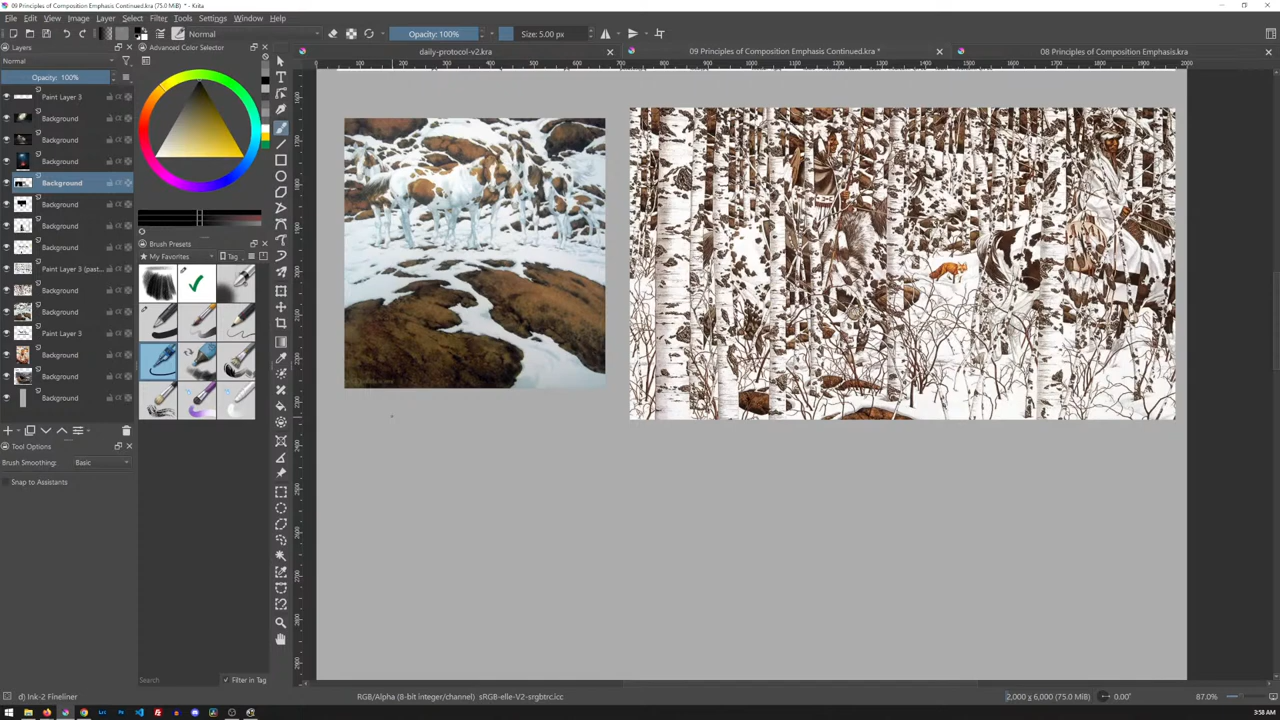 09 Principles of Composition Emphasis Continued.kra (75.0 MiB) * - Krita
File Edit View Image Layer Select Filter Tools Settings Window Help
Normal Opacity: 100% Size: 5.00 px
Layers Advanced Color Selector
daily-protocol-v2.kra 09 Principles of Composition Emphasis Continued.kra * 08 Principles of Composition Emphasis.kra
Normal
Opacity: 100%
Paint Layer 3
Background
Background
Background
Background
Background
Background
Background
Paint Layer 3 (past...
Background
Background
Paint Layer 3
Background
Background
Background
Brush Presets
My Favorites Tag
Tool Options
Brush Smoothing: Basic
Snap to Assistants
Search Filter in Tag
d) Ink-2 Fineliner RGB/Alpha (8-bit integer/channel) sRGB-elle-V2-srgbtrc.icc 2,000 x 6,000 (75.0 MiB) 0.00° 87.0%
3:58 AM